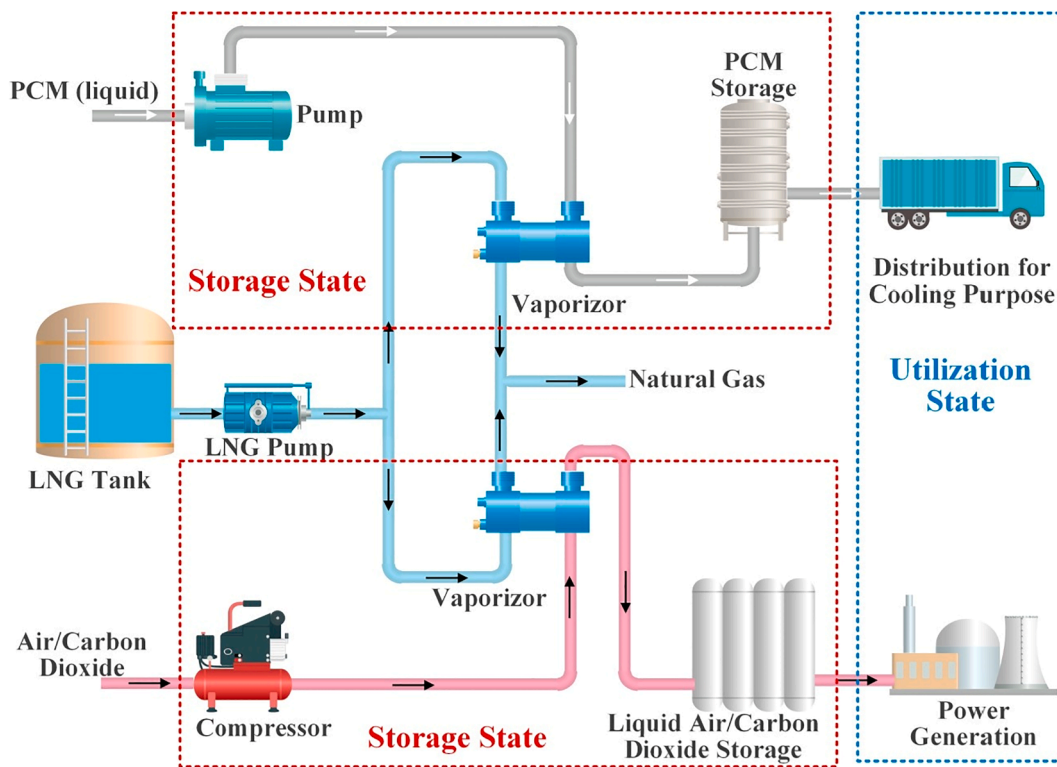 PCM (liquid)
Pump
PCM
Storage
Storage State
Vaporizor
Distribution for
Cooling Purpose
Natural Gas
Utilization
State
LNG Tank
LNG Pump
Vaporizor
Air/Carbon
Dioxide
Compressor
Storage State
Liquid Air/Carbon
Dioxide Storage
Power
Generation